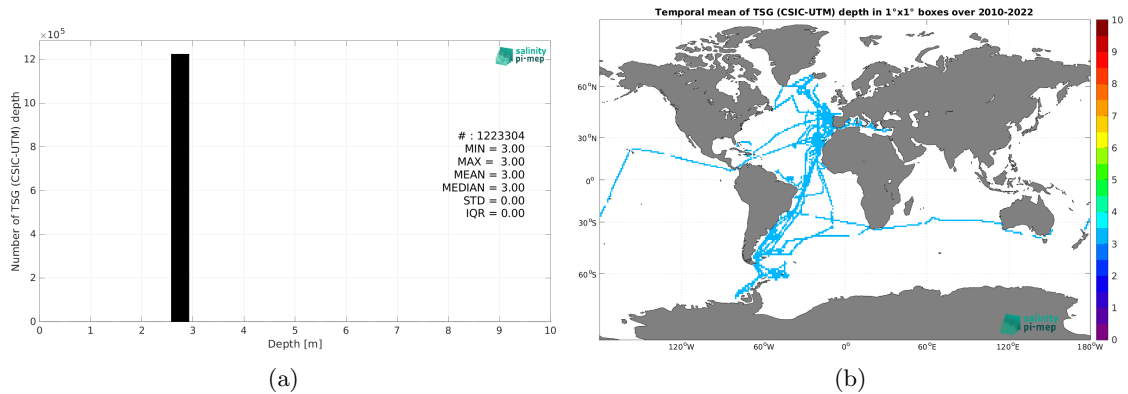 ×10⁵
12
10
8
6
4
2
0
Number of TSG (CSIC-UTM) depth
salinity
pi-mep
# : 1223304
MIN = 3.00
MAX = 3.00
MEAN = 3.00
MEDIAN = 3.00
STD = 0.00
IQR = 0.00
0 1 2 3 4 5 6 7 8 9 10
Depth [m]
(a)
Temporal mean of TSG (CSIC-UTM) depth in 1°x1° boxes over 2010-2022
60°N
30°N
0°
30°S
60°S
120°W 60°W 0° 60°E 120°E 180°W
salinity
pi-mep
10
9
8
7
6
5
4
3
2
1
0
(b)